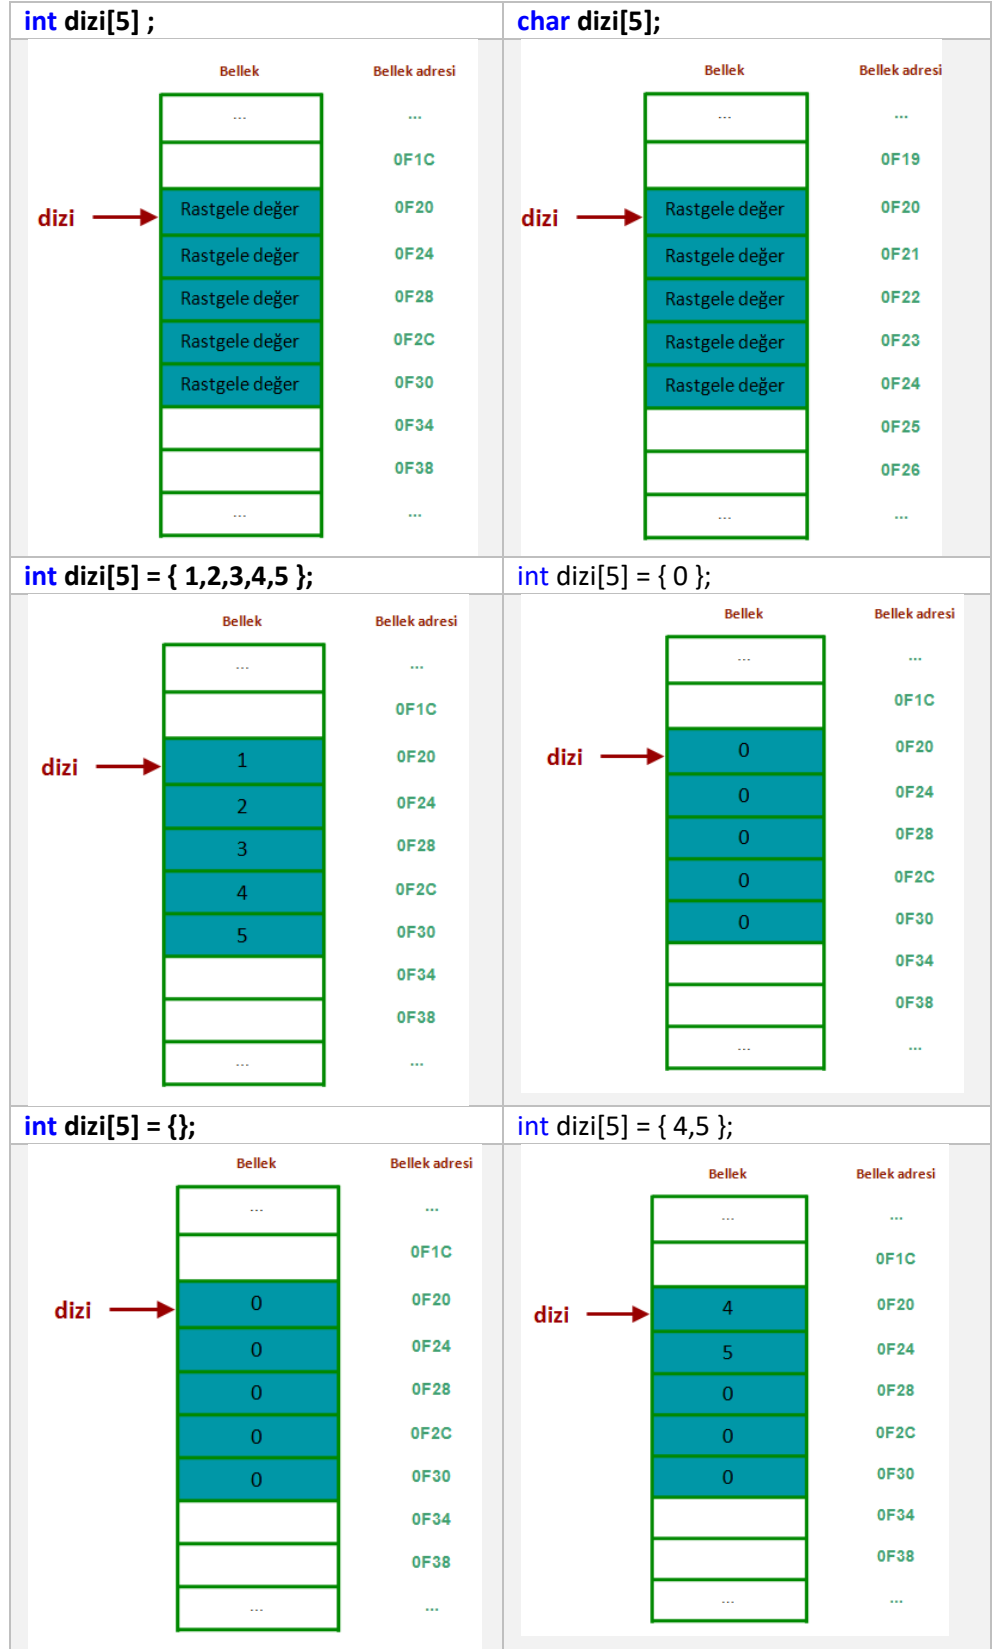 int dizi[5] ;
Bellek Bellek adresi
... ...
0F1C
dizi Rastgele değer 0F20
Rastgele değer 0F24
Rastgele değer 0F28
Rastgele değer 0F2C
Rastgele değer 0F30
0F34
0F38
... ...
char dizi[5];
Bellek Bellek adresi
... ...
0F19
dizi Rastgele değer 0F20
Rastgele değer 0F21
Rastgele değer 0F22
Rastgele değer 0F23
Rastgele değer 0F24
0F25
0F26
... ...
int dizi[5] = { 1,2,3,4,5 };
Bellek Bellek adresi
... ...
0F1C
dizi 1 0F20
2 0F24
3 0F28
4 0F2C
5 0F30
0F34
0F38
... ...
int dizi[5] = { 0 };
Bellek Bellek adresi
... ...
0F1C
dizi 0 0F20
0 0F24
0 0F28
0 0F2C
0 0F30
0F34
0F38
... ...
int dizi[5] = {};
Bellek Bellek adresi
... ...
0F1C
dizi 0 0F20
0 0F24
0 0F28
0 0F2C
0 0F30
0F34
0F38
... ...
int dizi[5] = { 4,5 };
Bellek Bellek adresi
... ...
0F1C
dizi 4 0F20
5 0F24
0 0F28
0 0F2C
0 0F30
0F34
0F38
... ...